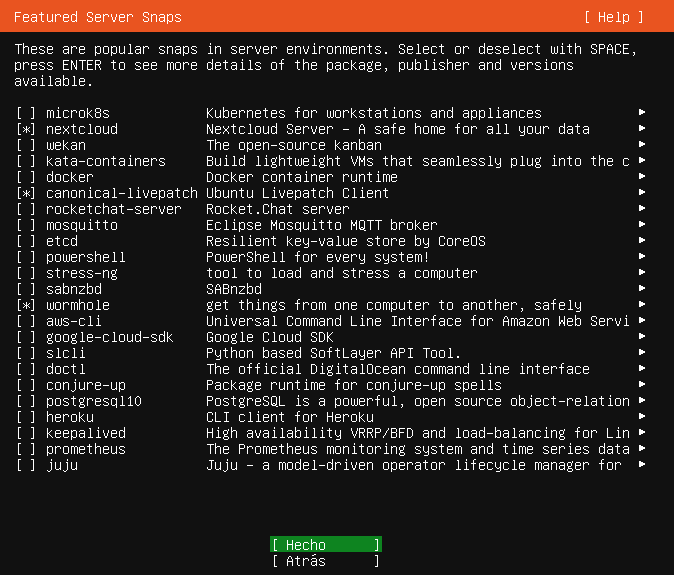 Featured Server Snaps [ Help ]
These are popular snaps in server environments. Select or deselect with SPACE,
press ENTER to see more details of the package, publisher and versions
available.
[ ] microk8s Kubernetes for workstations and appliances ►
[*] nextcloud Nextcloud Server - A safe home for all your data ►
[ ] wekan The open-source kanban ►
[ ] kata-containers Build lightweight VMs that seamlessly plug into the c ►
[ ] docker Docker container runtime ►
[*] canonical-livepatch Ubuntu Livepatch Client ►
[ ] rocketchat-server Rocket.Chat server ►
[ ] mosquitto Eclipse Mosquitto MQTT broker ►
[ ] etcd Resilient key-value store by CoreOS ►
[ ] powershell PowerShell for every system! ►
[ ] stress-ng tool to load and stress a computer ►
[ ] sabnzbd SABnzbd ►
[*] wormhole get things from one computer to another, safely ►
[ ] aws-cli Universal Command Line Interface for Amazon Web Servi ►
[ ] google-cloud-sdk Google Cloud SDK ►
[ ] slcli Python based SoftLayer API Tool. ►
[ ] doctl The official DigitalOcean command line interface ►
[ ] conjure-up Package runtime for conjure-up spells ►
[ ] postgresql10 PostgreSQL is a powerful, open source object-relation ►
[ ] heroku CLI client for Heroku ►
[ ] keepalived High availability VRRP/BFD and load-balancing for Lin ►
[ ] prometheus The Prometheus monitoring system and time series data ►
[ ] juju Juju - a model-driven operator lifecycle manager for ►
[ Hecho ]
[ Atrás ]